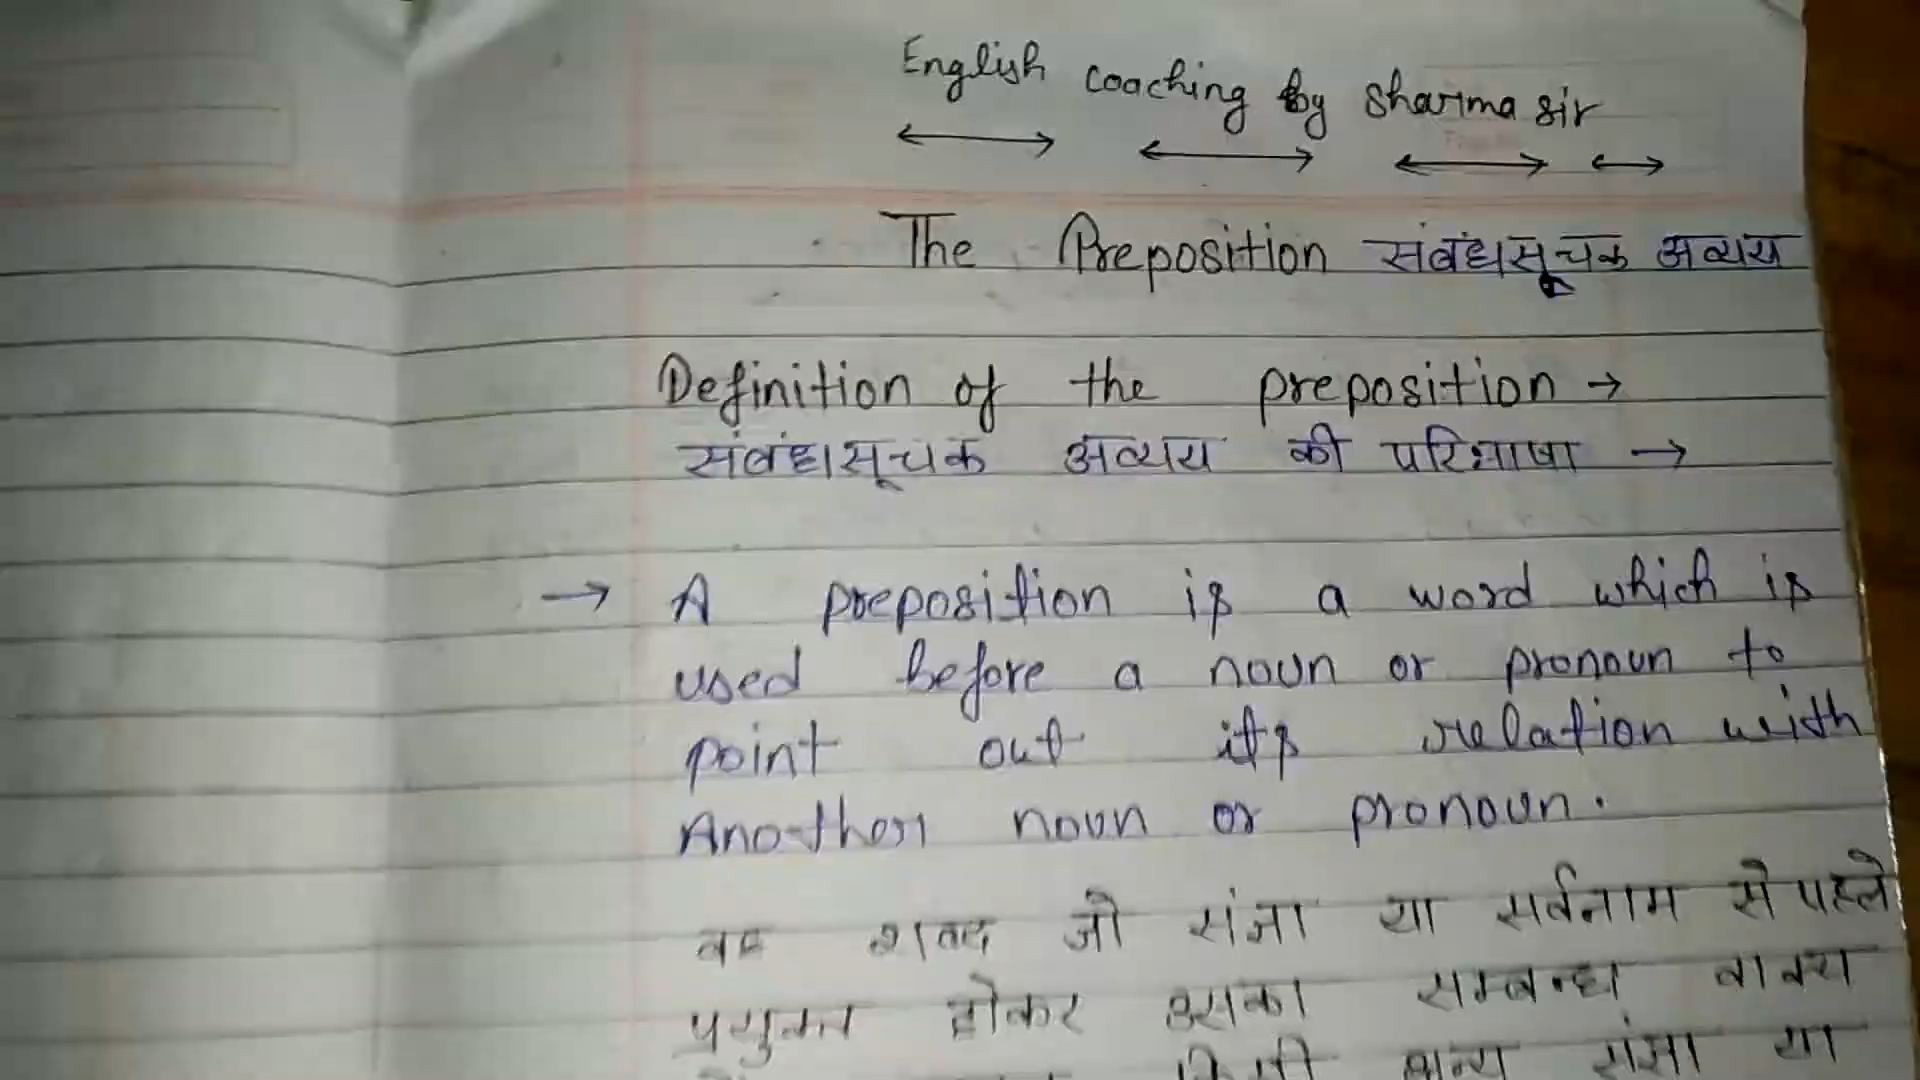 English coaching by Sharma sir
The Preposition संबंधसूचक अव्यय
Definition of the preposition →
संबंधसूचक अव्यय की परिभाषा →
→ A preposition is a word which is
used before a noun or pronoun to
point out its relation with
Another noun or pronoun.
वह शब्द जो संज्ञा या सर्वनाम से पहले
प्रयुक्त होकर उसका सम्बन्ध वाक्य
किसी अन्य संज्ञा या